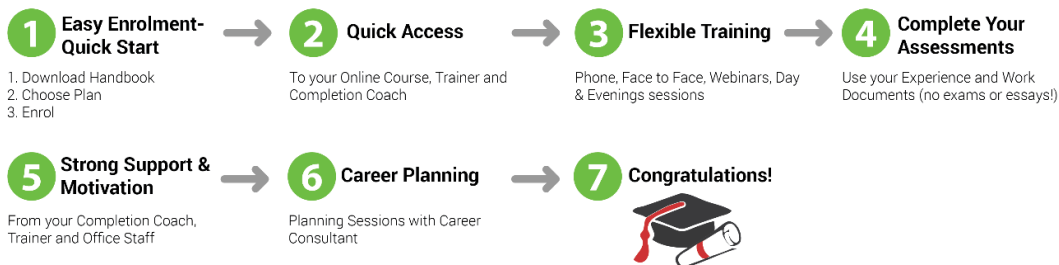 1 Easy Enrolment-
Quick Start
1. Download Handbook
2. Choose Plan
3. Enrol
2 Quick Access
To your Online Course, Trainer and
Completion Coach
3 Flexible Training
Phone, Face to Face, Webinars, Day
& Evenings sessions
4 Complete Your
Assessments
Use your Experience and Work
Documents (no exams or essays!)
5 Strong Support &
Motivation
From your Completion Coach,
Trainer and Office Staff
6 Career Planning
Planning Sessions with Career
Consultant
7 Congratulations!